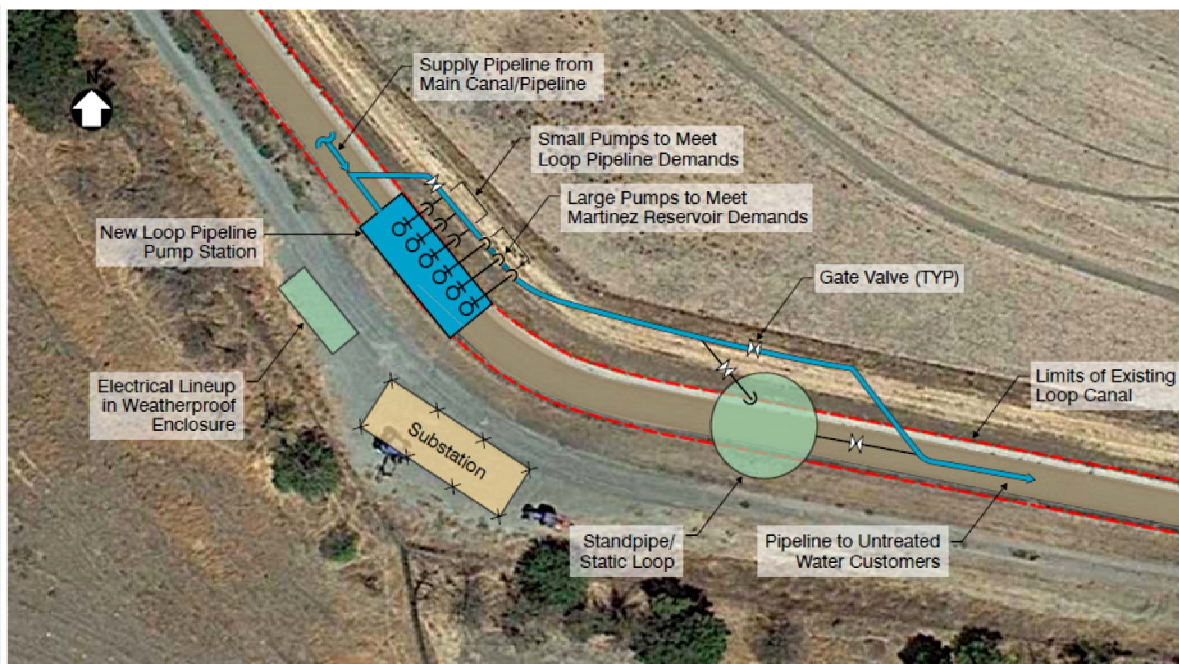 N
Supply Pipeline from
Main Canal/Pipeline
Small Pumps to Meet
Loop Pipeline Demands
Large Pumps to Meet
Martinez Reservoir Demands
New Loop Pipeline
Pump Station
Gate Valve (TYP)
Electrical Lineup
in Weatherproof
Enclosure
Limits of Existing
Loop Canal
Substation
Standpipe/
Static Loop
Pipeline to Untreated
Water Customers